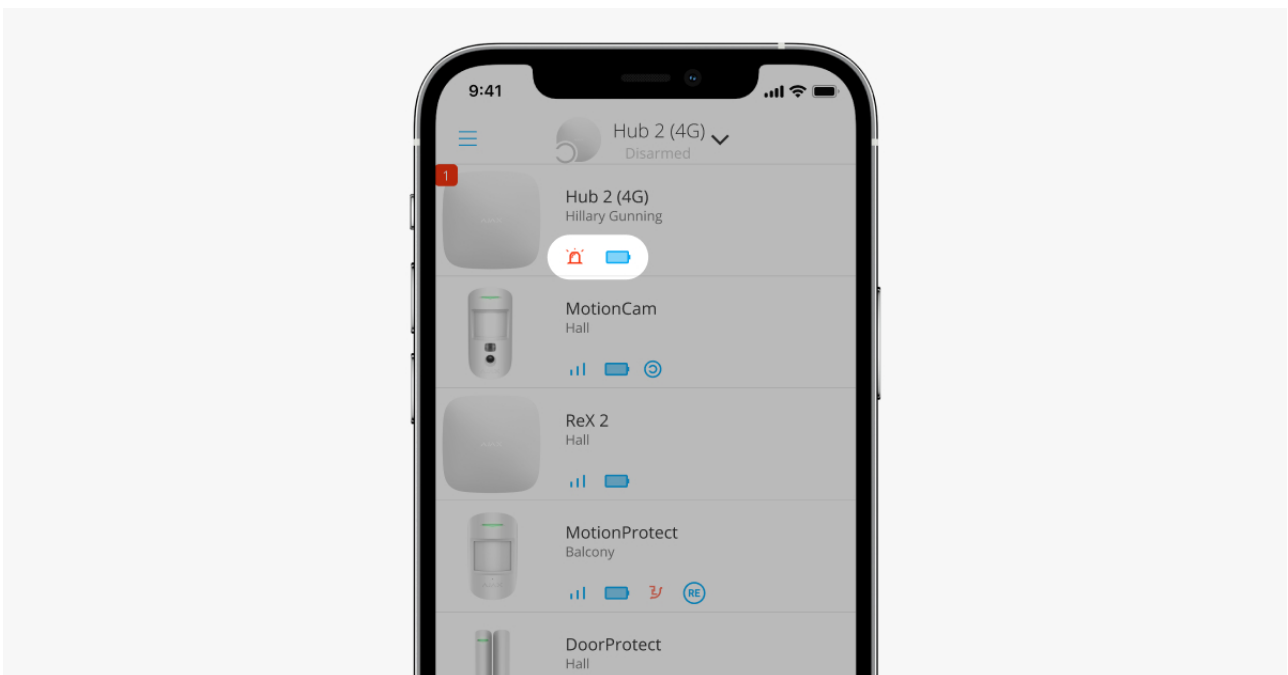 9:41
Hub 2 (4G)
Disarmed
1
Hub 2 (4G)
Hillary Gunning
MotionCam
Hall
ReX 2
Hall
MotionProtect
Balcony
RE
DoorProtect
Hall